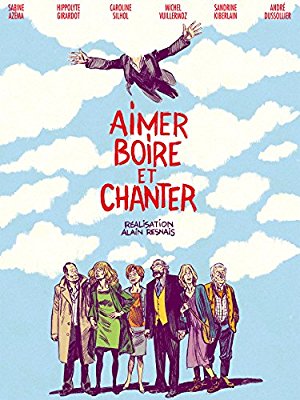 SABINE AZÉMA
HIPPOLYTE GIRARDOT
CAROLINE SILHOL
MICHEL VUILLERMOZ
SANDRINE KIBERLAIN
ANDRÉ DUSSOLLIER
AIMER
BOIRE
ET
CHANTER
RÉALISATION
ALAIN RESNAIS